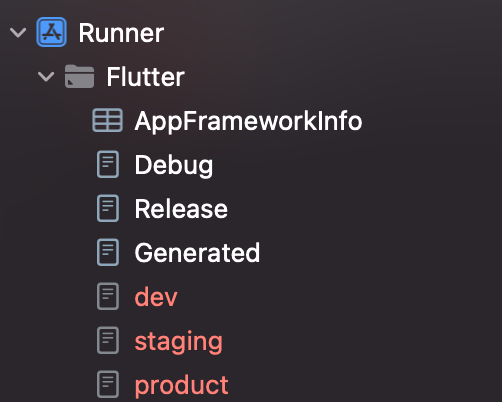 Runner
Flutter
AppFrameworkInfo
Debug
Release
Generated
dev
staging
product